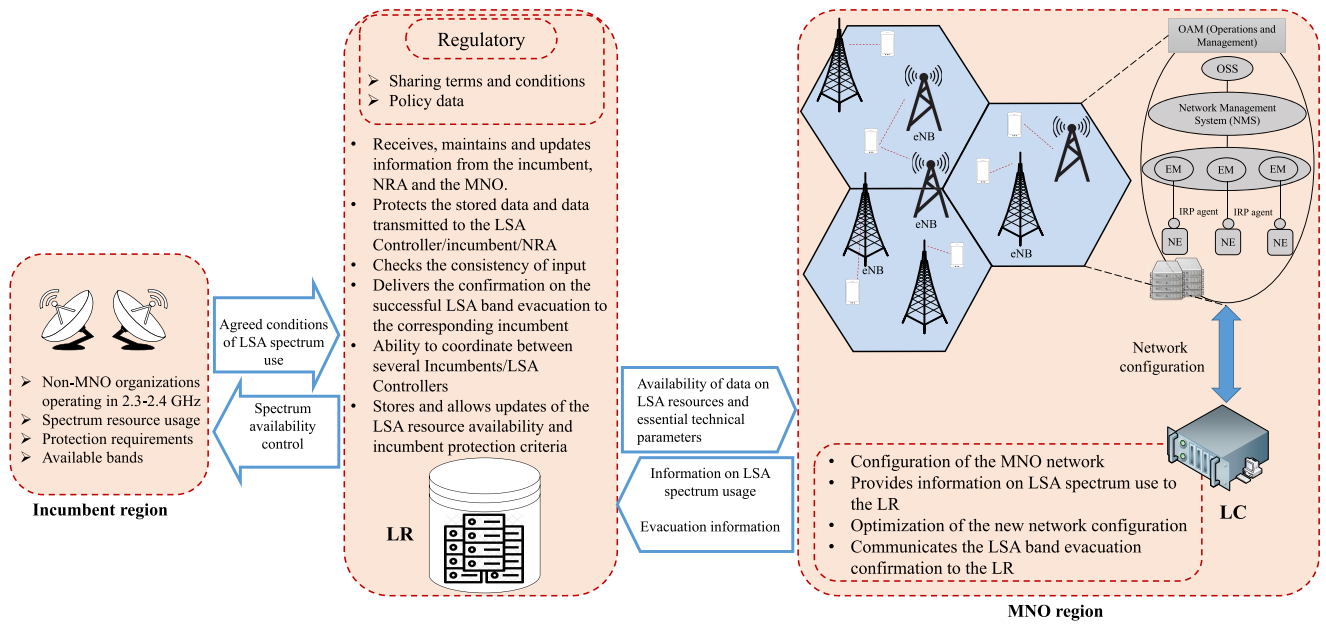 Non-MNO organizations
operating in 2.3-2.4 GHz
Spectrum resource usage
Protection requirements
Available bands
Incumbent region
Agreed conditions
of LSA spectrum
use
Spectrum
availability
control
Regulatory
Sharing terms and conditions
Policy data
Receives, maintains and updates
information from the incumbent,
NRA and the MNO.
Protects the stored data and data
transmitted to the LSA
Controller/incumbent/NRA
Checks the consistency of input
Delivers the confirmation on the
successful LSA band evacuation to
the corresponding incumbent
Ability to coordinate between
several Incumbents/LSA
Controllers
Stores and allows updates of the
LSA resource availability and
incumbent protection criteria
LR
Availability of data on
LSA resources and
essential technical
parameters
Information on LSA
spectrum usage
Evacuation information
eNB
eNB
eNB
eNB
OAM (Operations and
Management)
OSS
Network Management
System (NMS)
EM
EM
EM
IRP agent
IRP agent
NE
NE
NE
Network
configuration
LC
Configuration of the MNO network
Provides information on LSA spectrum use to
the LR
Optimization of the new network configuration
Communicates the LSA band evacuation
confirmation to the LR
MNO region